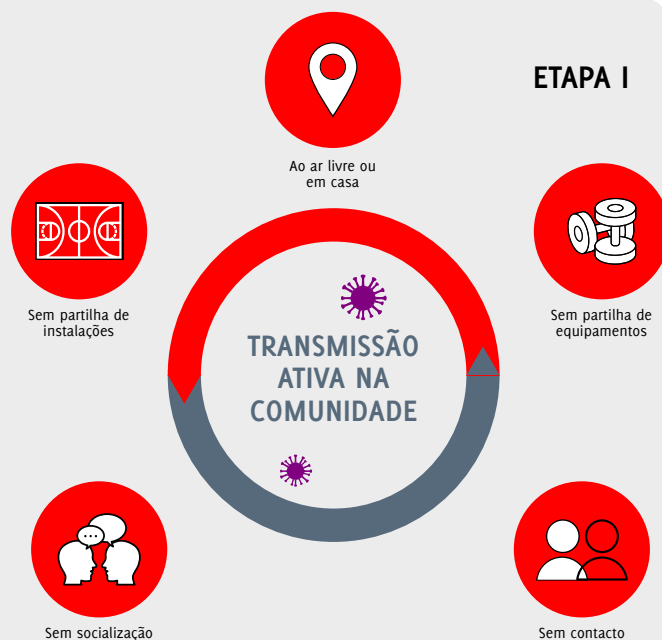 ETAPA I
Ao ar livre ou
em casa
Sem partilha de
instalações
Sem partilha de
equipamentos
TRANSMISSÃO
ATIVA NA
COMUNIDADE
Sem socialização
Sem contacto